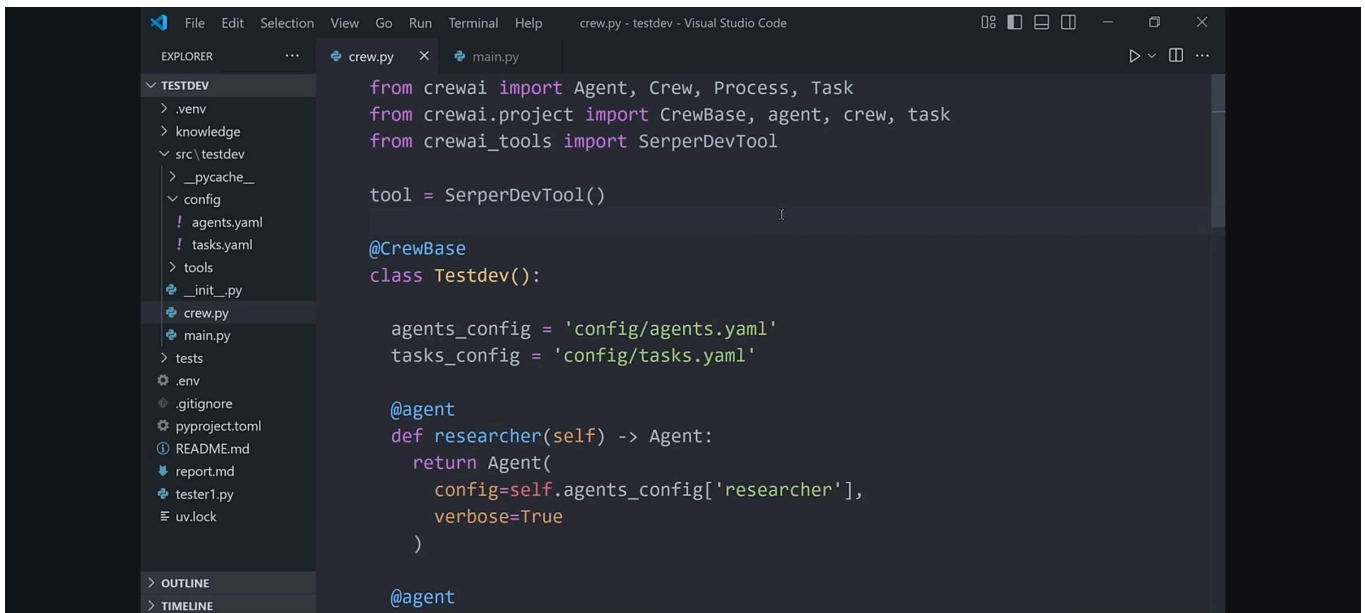 File Edit Selection View Go Run Terminal Help crew.py - testdev - Visual Studio Code
EXPLORER
TESTDEV
.venv
knowledge
src\testdev
__pycache__
config
! agents.yaml
! tasks.yaml
tools
__init__.py
crew.py
main.py
tests
.env
.gitignore
pyproject.toml
README.md
report.md
tester1.py
uv.lock
OUTLINE
TIMELINE
crew.py main.py
from crewai import Agent, Crew, Process, Task
from crewai.project import CrewBase, agent, crew, task
from crewai_tools import SerperDevTool
tool = SerperDevTool()
@CrewBase
class Testdev():
agents_config = 'config/agents.yaml'
tasks_config = 'config/tasks.yaml'
@agent
def researcher(self) -> Agent:
return Agent(
config=self.agents_config['researcher'],
verbose=True
)
@agent